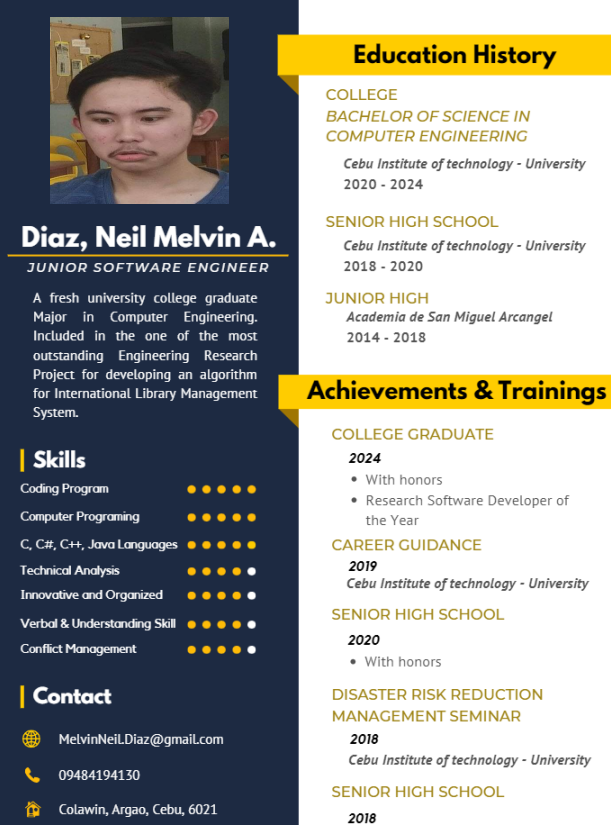 Diaz, Neil Melvin A.
JUNIOR SOFTWARE ENGINEER
A fresh university college graduate
Major in Computer Engineering.
Included in the one of the most
outstanding Engineering Research
Project for developing an algorithm
for International Library Management
System.
Skills
Coding Program
Computer Programing
C, C#, C++, Java Languages
Technical Analysis
Innovative and Organized
Verbal & Understanding Skill
Conflict Management
Contact
MelvinNeil.Diaz@gmail.com
09484194130
Colawin, Argao, Cebu, 6021
Education History
COLLEGE
BACHELOR OF SCIENCE IN
COMPUTER ENGINEERING
Cebu Institute of technology - University
2020 - 2024
SENIOR HIGH SCHOOL
Cebu Institute of technology - University
2018 - 2020
JUNIOR HIGH
Academia de San Miguel Arcangel
2014 - 2018
Achievements & Trainings
COLLEGE GRADUATE
2024
• With honors
• Research Software Developer of
the Year
CAREER GUIDANCE
2019
Cebu Institute of technology - University
SENIOR HIGH SCHOOL
2020
• With honors
DISASTER RISK REDUCTION
MANAGEMENT SEMINAR
2018
Cebu Institute of technology - University
SENIOR HIGH SCHOOL
2018